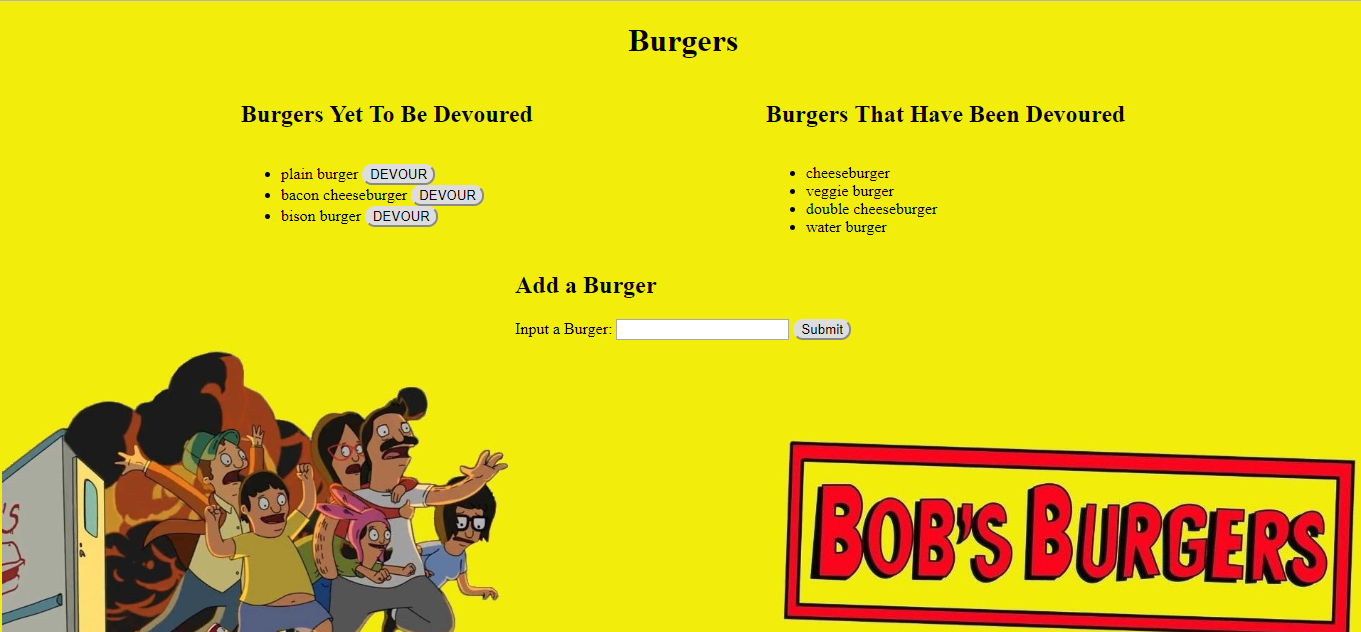 Burgers
Burgers Yet To Be Devoured
plain burger DEVOUR
bacon cheeseburger DEVOUR
bison burger DEVOUR
Burgers That Have Been Devoured
cheeseburger
veggie burger
double cheeseburger
water burger
Add a Burger
Input a Burger: Submit
BOB'S BURGERS